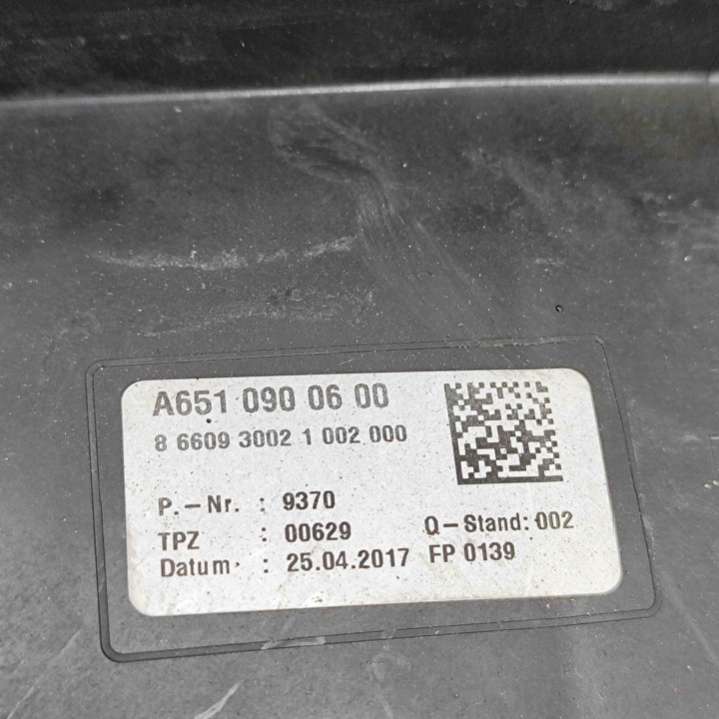 A651 090 06 00
8 66093 3002 1 002 000
P.-Nr. : 9370
TPZ : 00629 Q-Stand: 002
Datum : 25.04.2017 FP 0139